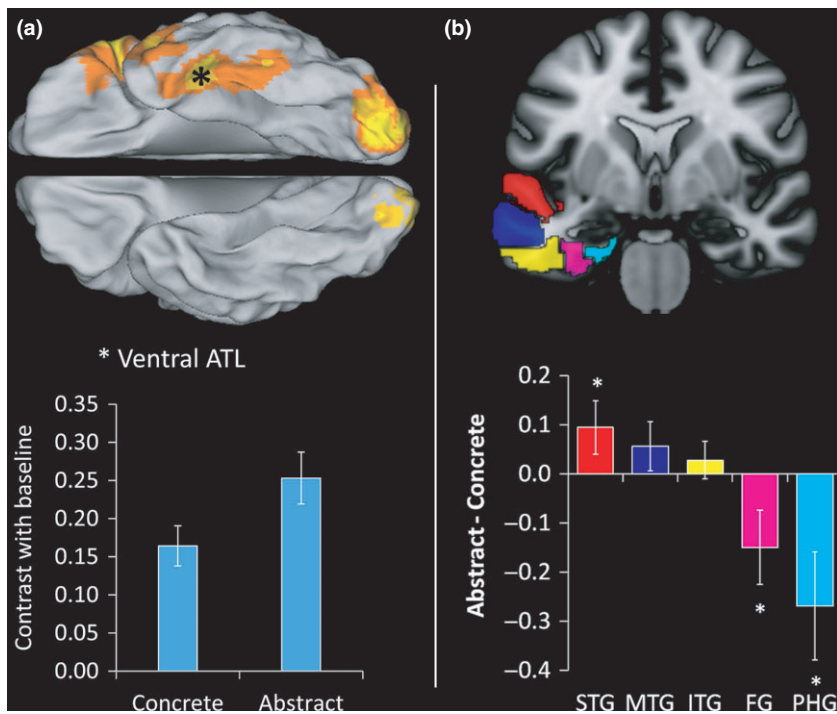 (a)
* Ventral ATL
Contrast with baseline
0.35
0.30
0.25
0.20
0.15
0.10
0.05
0.00
Concrete Abstract
(b)
Abstract - Concrete
0.2
0.1
0.0
–0.1
–0.2
–0.3
–0.4
STG MTG ITG FG PHG